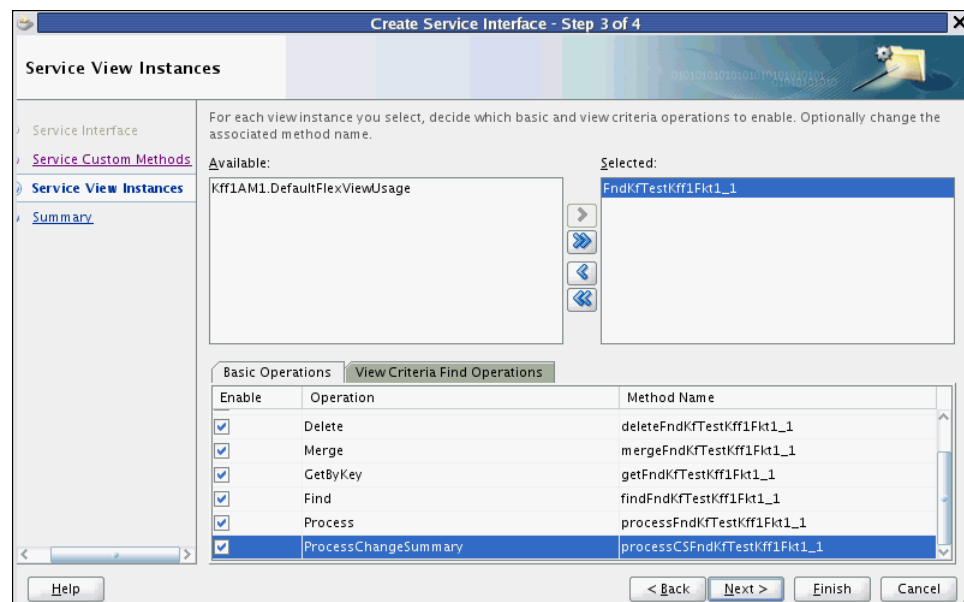 Create Service Interface - Step 3 of 4
Service View Instances
For each view instance you select, decide which basic and view criteria operations to enable. Optionally change the
associated method name.
Service Interface
Service Custom Methods
Service View Instances
Summary
Available:
Selected:
Kff1AM1.DefaultFlexViewUsage
FndKfTestKff1Fkt1_1
Basic Operations
View Criteria Find Operations
Enable Operation Method Name
Delete deleteFndKfTestKff1Fkt1_1
Merge mergeFndKfTestKff1Fkt1_1
GetByKey getFndKfTestKff1Fkt1_1
Find findFndKfTestKff1Fkt1_1
Process processFndKfTestKff1Fkt1_1
ProcessChangeSummary processCSFndKfTestKff1Fkt1_1
Help
< Back
Next >
Finish
Cancel